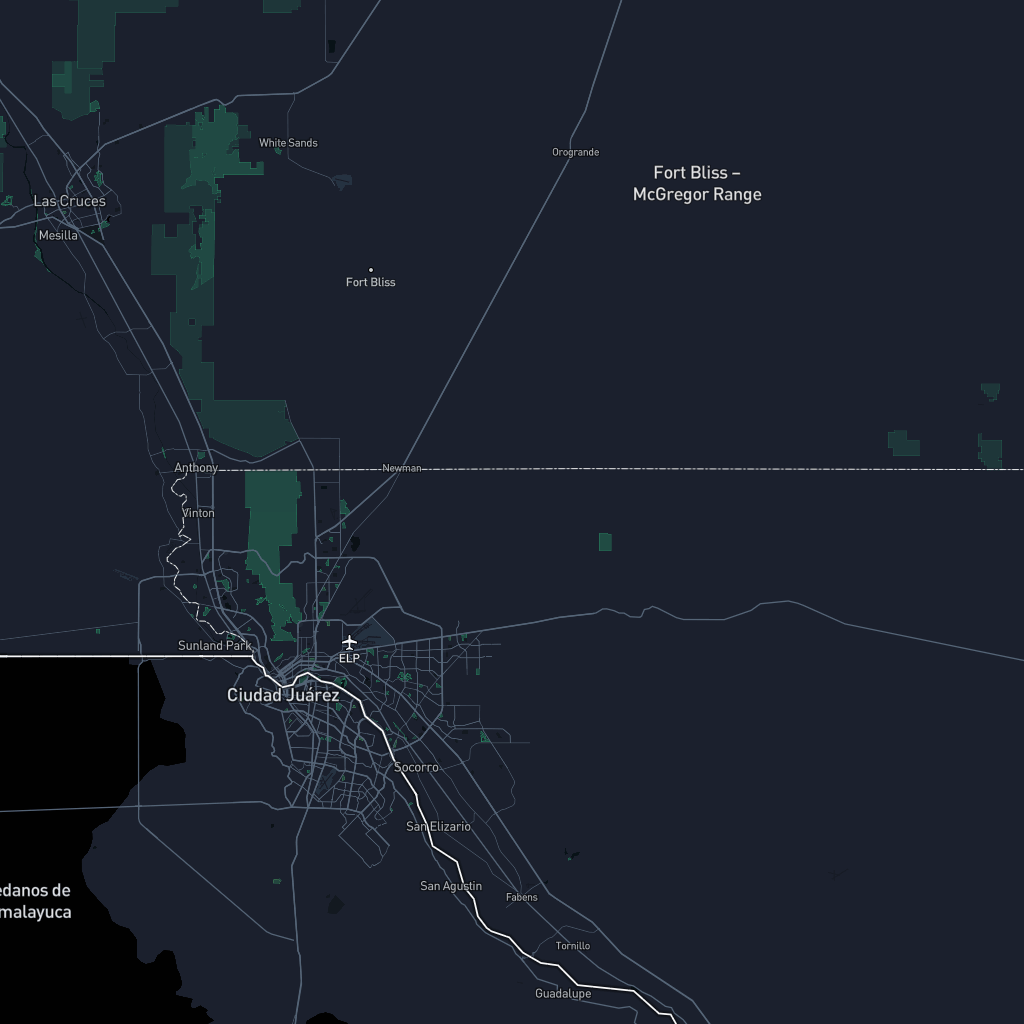 White Sands
Orogrande
Fort Bliss –
McGregor Range
Las Cruces
Mesilla
Fort Bliss
Anthony
Newman
Vinton
Sunland Park
ELP
Ciudad Juárez
Socorro
San Elizario
edanos de
malayuca
San Agustin
Fabens
Tornillo
Guadalupe